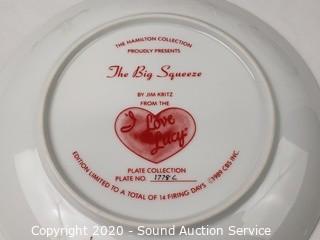 THE HAMILTON COLLECTION
PROUDLY PRESENTS
The Big Squeeze
BY JIM KRITZ
FROM THE
I Love
Lucy
PLATE COLLECTION
PLATE NO. 1778 C
EDITION LIMITED TO A TOTAL OF 14 FIRING DAYS ©1989 CBS INC.
Copyright 2020 - Sound Auction Service